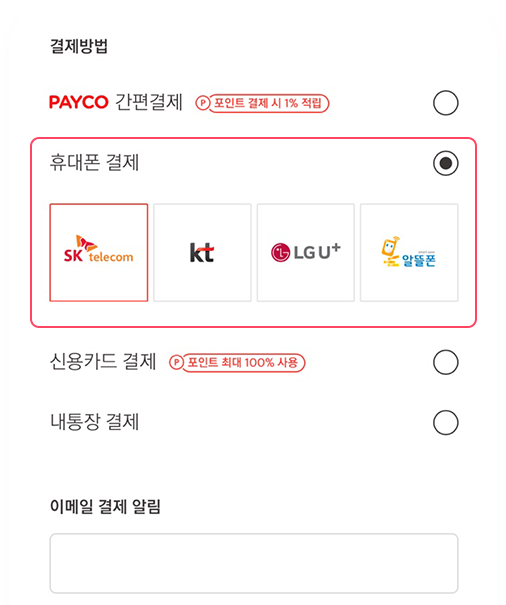 결제방법
PAYCO 간편결제 P 포인트 결제 시 1% 적립
휴대폰 결제
SK telecom
kt
LG U+
알뜰폰
신용카드 결제 P 포인트 최대 100% 사용
내통장 결제
이메일 결제 알림